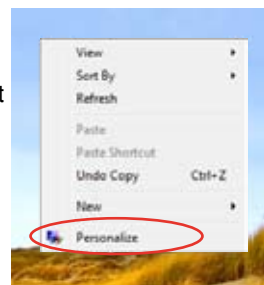 t
View
Sort By
Refresh
Paste
Paste Shortcut
Undo Copy Ctrl+Z
New
Personalize